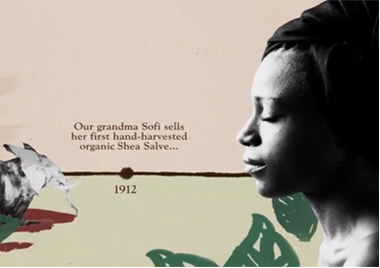 Our grandma Sofi sells
her first hand-harvested
organic Shea Salve...
1912